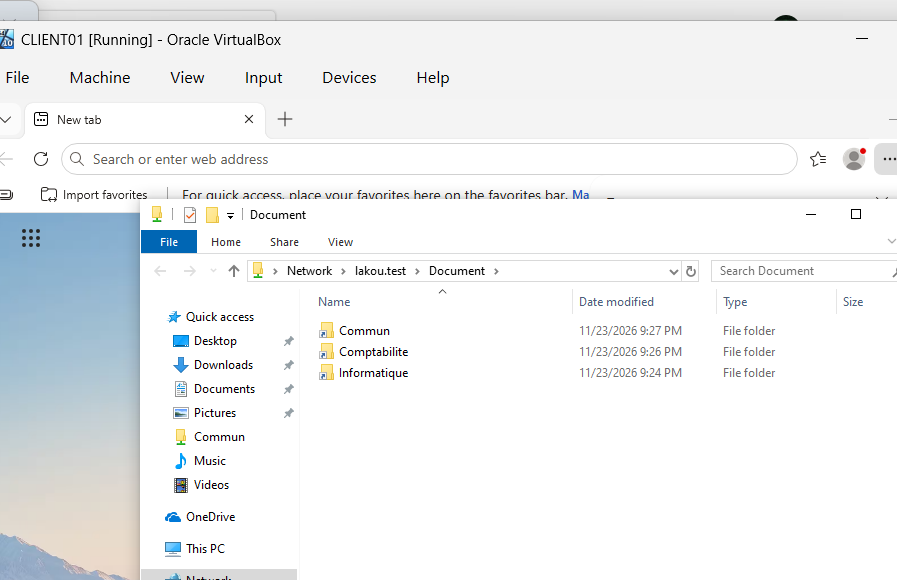 CLIENT01 [Running] - Oracle VirtualBox
File Machine View Input Devices Help
New tab
Search or enter web address
Import favorites For quick access, place your favorites here on the favorites bar. Ma
Document
File Home Share View
Network lakou.test Document Search Document
Name Date modified Type Size
Quick access
Desktop
Downloads
Documents
Pictures
Commun
Music
Videos
OneDrive
This PC
Network
Commun 11/23/2026 9:27 PM File folder
Comptabilite 11/23/2026 9:26 PM File folder
Informatique 11/23/2026 9:24 PM File folder